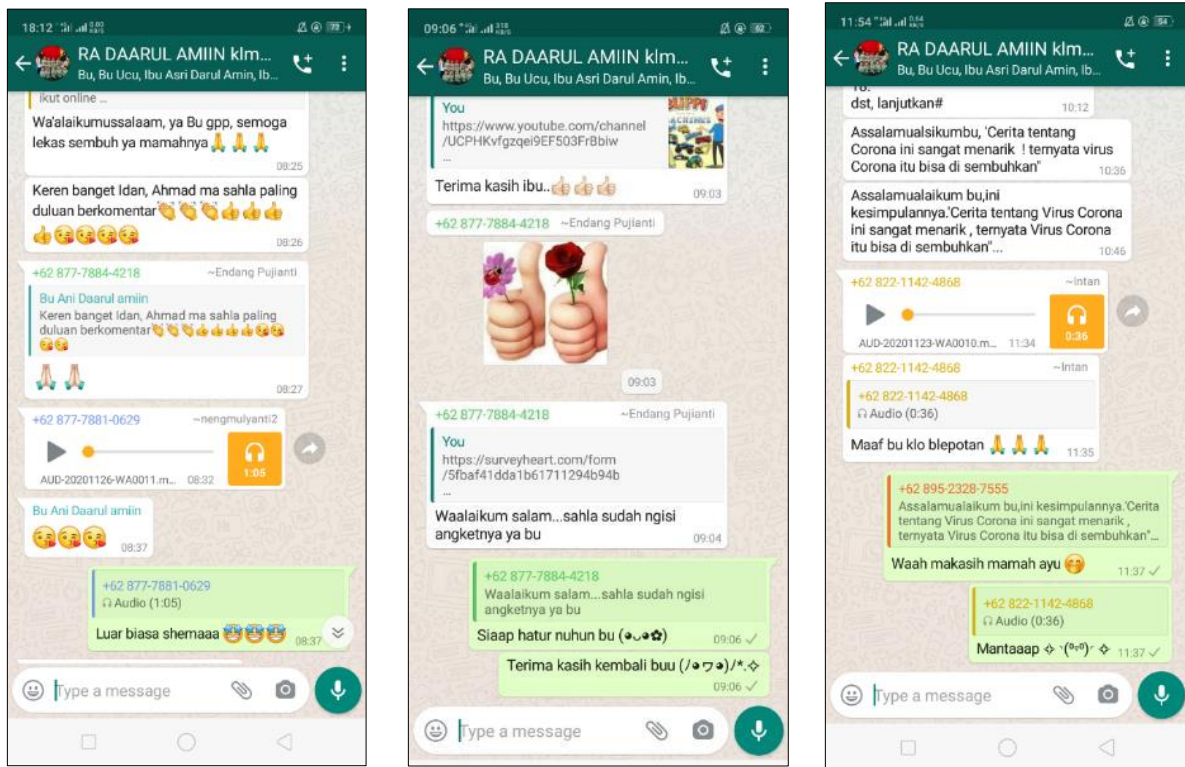 18:12
72
RA DAARUL AMIIN klm...
Bu, Bu Ucu, Ibu Asri Darul Amin, Ib...
ikut online ...
Wa'alaikumussalaam, ya Bu gpp, semoga
lekas sembuh ya mamahnya🙏🙏🙏
08:25
Keren banget Idan, Ahmad ma sahla paling
duluan berkomentar👏👏👏👍👍👍
👍😘😘😘😘
08:26
+62 877-7884-4218 ~Endang Pujianti
Bu Ani Daarul amiin
Keren banget Idan, Ahmad ma sahla paling
duluan berkomentar👏👏👏👍👍👍👍😘😘
😘😘
🙏🙏
08:27
+62 877-7881-0629 ~nengmulyanti2
1:05
AUD-20201126-WA0011.m... 08:32
Bu Ani Daarul amiin
😘😘😘
08:37
+62 877-7881-0629
Audio (1:05)
Luar biasa shemaaa
08:37
Type a message
09:06
RA DAARUL AMIIN klm...
Bu, Bu Ucu, Ibu Asri Darul Amin, Ib...
You
https://www.youtube.com/channel
/UCPHKvfgzqei9EF503FrBbiw
...
Terima kasih ibu..👍👍👍
09:03
+62 877-7884-4218 ~Endang Pujianti
09:03
+62 877-7884-4218 ~Endang Pujianti
You
https://surveyheart.com/form
/5fbaf41dda1b61711294b94b
...
Waalaikum salam...sahla sudah ngisi
angketnya ya bu
09:04
+62 877-7884-4218
Waalaikum salam...sahla sudah ngisi
angketnya ya bu
Siaap hatur nuhun bu (◕ᴗ◕✿)
09:06
Terima kasih kembali buu (ﾉ◕ヮ◕)ﾉ*.✧
09:06
Type a message
11:54
54
RA DAARUL AMIIN klm...
Bu, Bu Ucu, Ibu Asri Darul Amin, Ib...
dst, lanjutkan#
10:12
Assalamualsikumbu, 'Cerita tentang
Corona ini sangat menarik ! ternyata virus
Corona itu bisa di sembuhkan"
10:36
Assalamualaikum bu,ini
kesimpulannya.'Cerita tentang Virus Corona
ini sangat menarik , ternyata Virus Corona
itu bisa di sembuhkan"...
10:46
+62 822-1142-4868 ~Intan
0:36
AUD-20201123-WA0010.m... 11:34
+62 822-1142-4868 ~Intan
+62 822-1142-4868
Audio (0:36)
Maaf bu klo blepotan 🙏🙏🙏
11:35
+62 895-2328-7555
Assalamualaikum bu,ini kesimpulannya.'Cerita
tentang Virus Corona ini sangat menarik ,
ternyata Virus Corona itu bisa di sembuhkan"...
Waah makasih mamah ayu 🤭
11:37
+62 822-1142-4868
Audio (0:36)
Mantaaap
11:37
Type a message